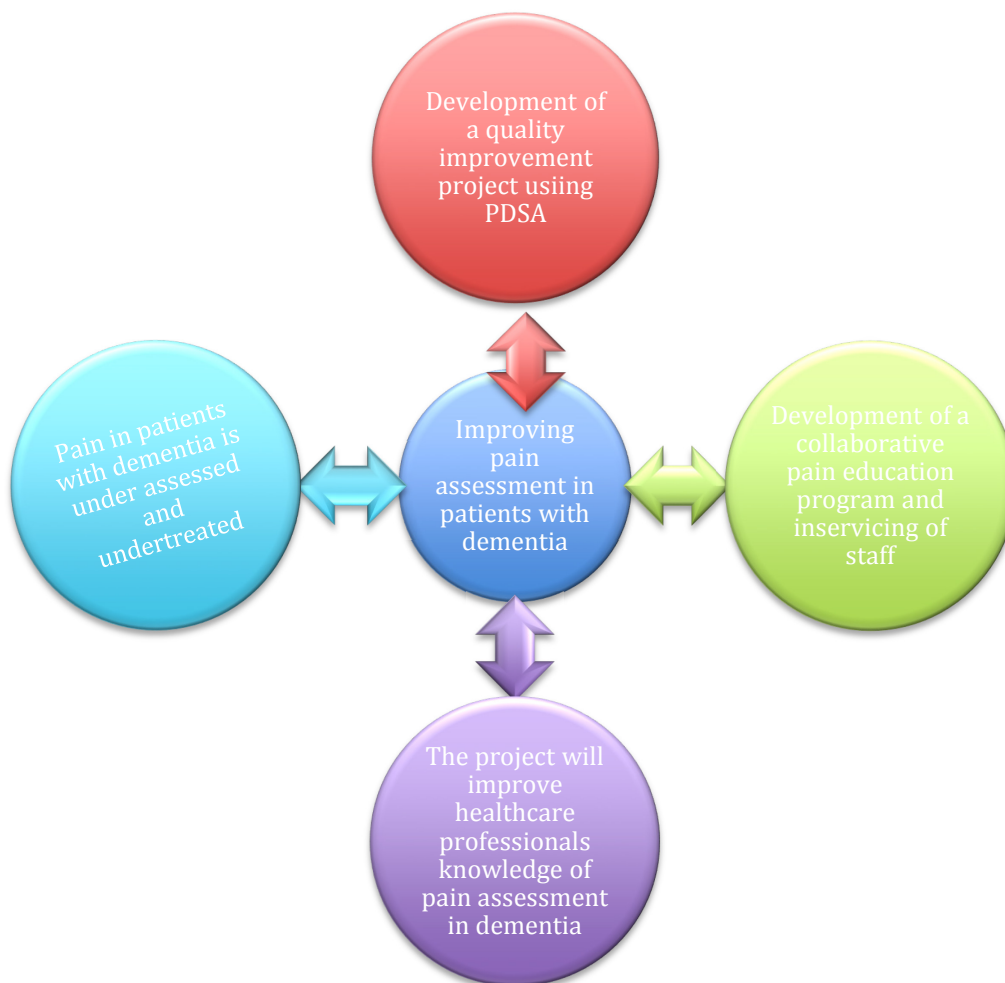 Development of
a quality
improvement
project usiing
PDSA
Pain in patients
with dementia is
under assessed
and
undertreated
Improving
pain
assessment in
patients with
dementia
Development of a
collaborative
pain education
program and
inservicing of
staff
The project will
improve
healthcare
professionals
knowledge of
pain assessment
in dementia